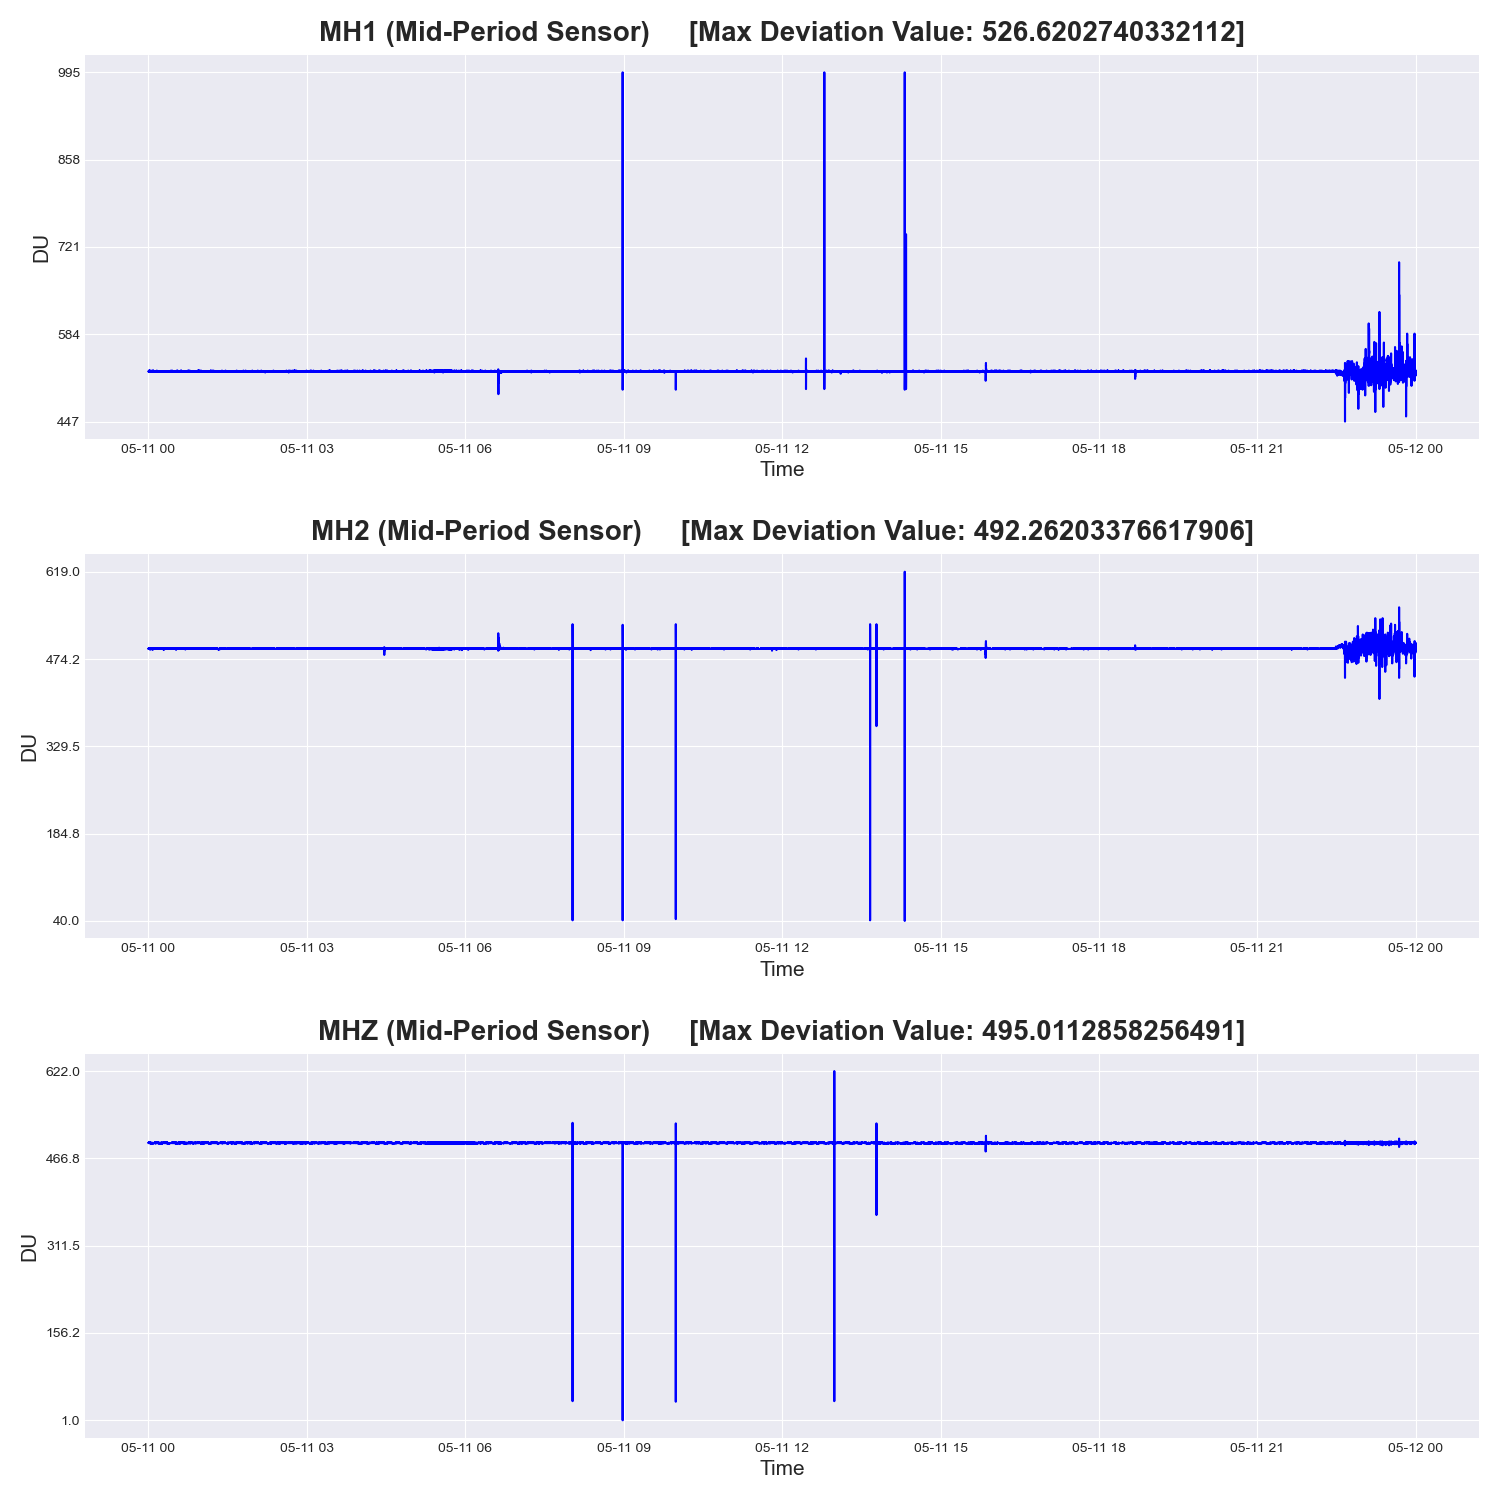 MH1 (Mid-Period Sensor)     [Max Deviation Value: 526.6202740332112]
995
858
721
584
447
DU
05-11 00 05-11 03 05-11 06 05-11 09 05-11 12 05-11 15 05-11 18 05-11 21 05-12 00
Time
MH2 (Mid-Period Sensor)     [Max Deviation Value: 492.26203376617906]
619.0
474.2
329.5
184.8
40.0
DU
05-11 00 05-11 03 05-11 06 05-11 09 05-11 12 05-11 15 05-11 18 05-11 21 05-12 00
Time
MHZ (Mid-Period Sensor)     [Max Deviation Value: 495.0112858256491]
622.0
466.8
311.5
156.2
1.0
DU
05-11 00 05-11 03 05-11 06 05-11 09 05-11 12 05-11 15 05-11 18 05-11 21 05-12 00
Time